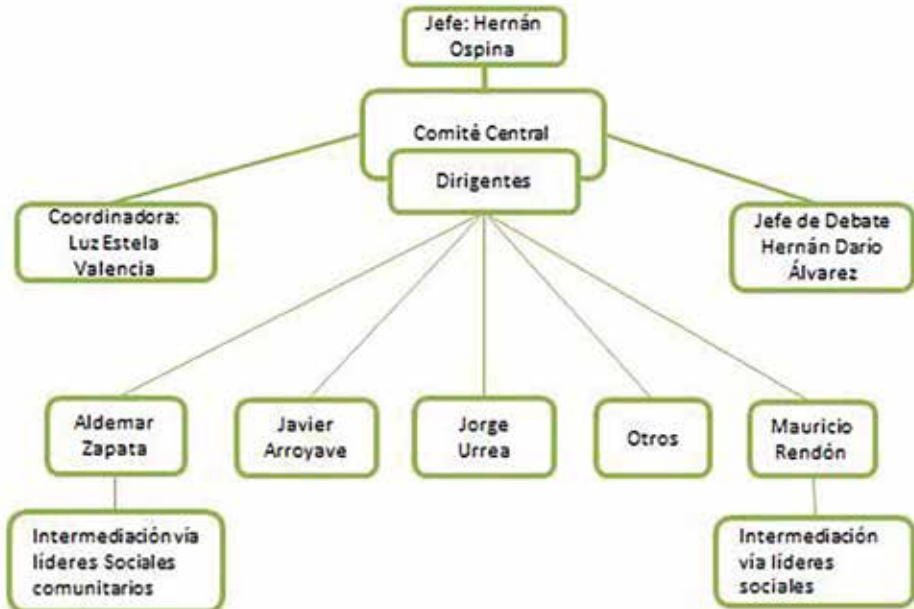 Jefe: Hernán
Ospina
Comité Central
Dirigentes
Coordinadora:
Luz Estela
Valencia
Jefe de Debate
Hernán Dario
Álvarez
Aldemar
Zapata
Javier
Arroyave
Jorge
Urrea
Otros
Mauricio
Rendón
Intermediación vía
líderes Sociales
comunitarios
Intermediación
vía líderes
sociales